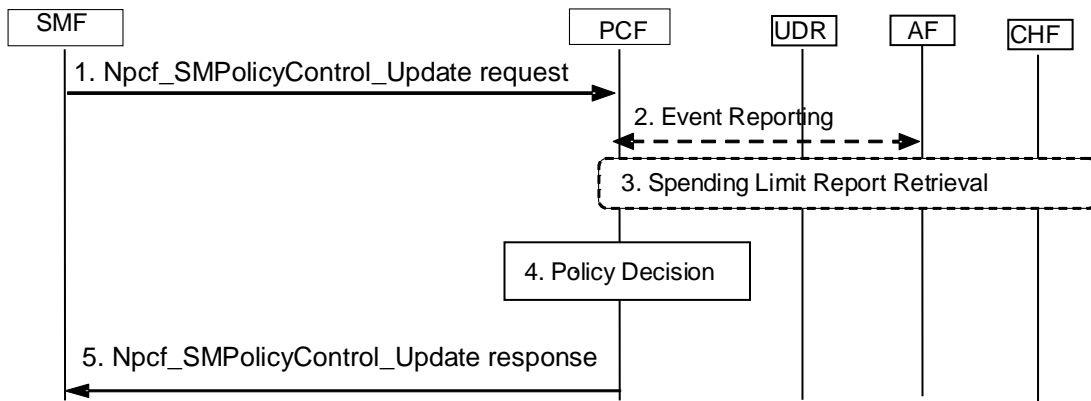 SMF
PCF
UDR
AF
CHF
1. Npcf_SMPolicyControl_Update request
2. Event Reporting
3. Spending Limit Report Retrieval
4. Policy Decision
5. Npcf_SMPolicyControl_Update response